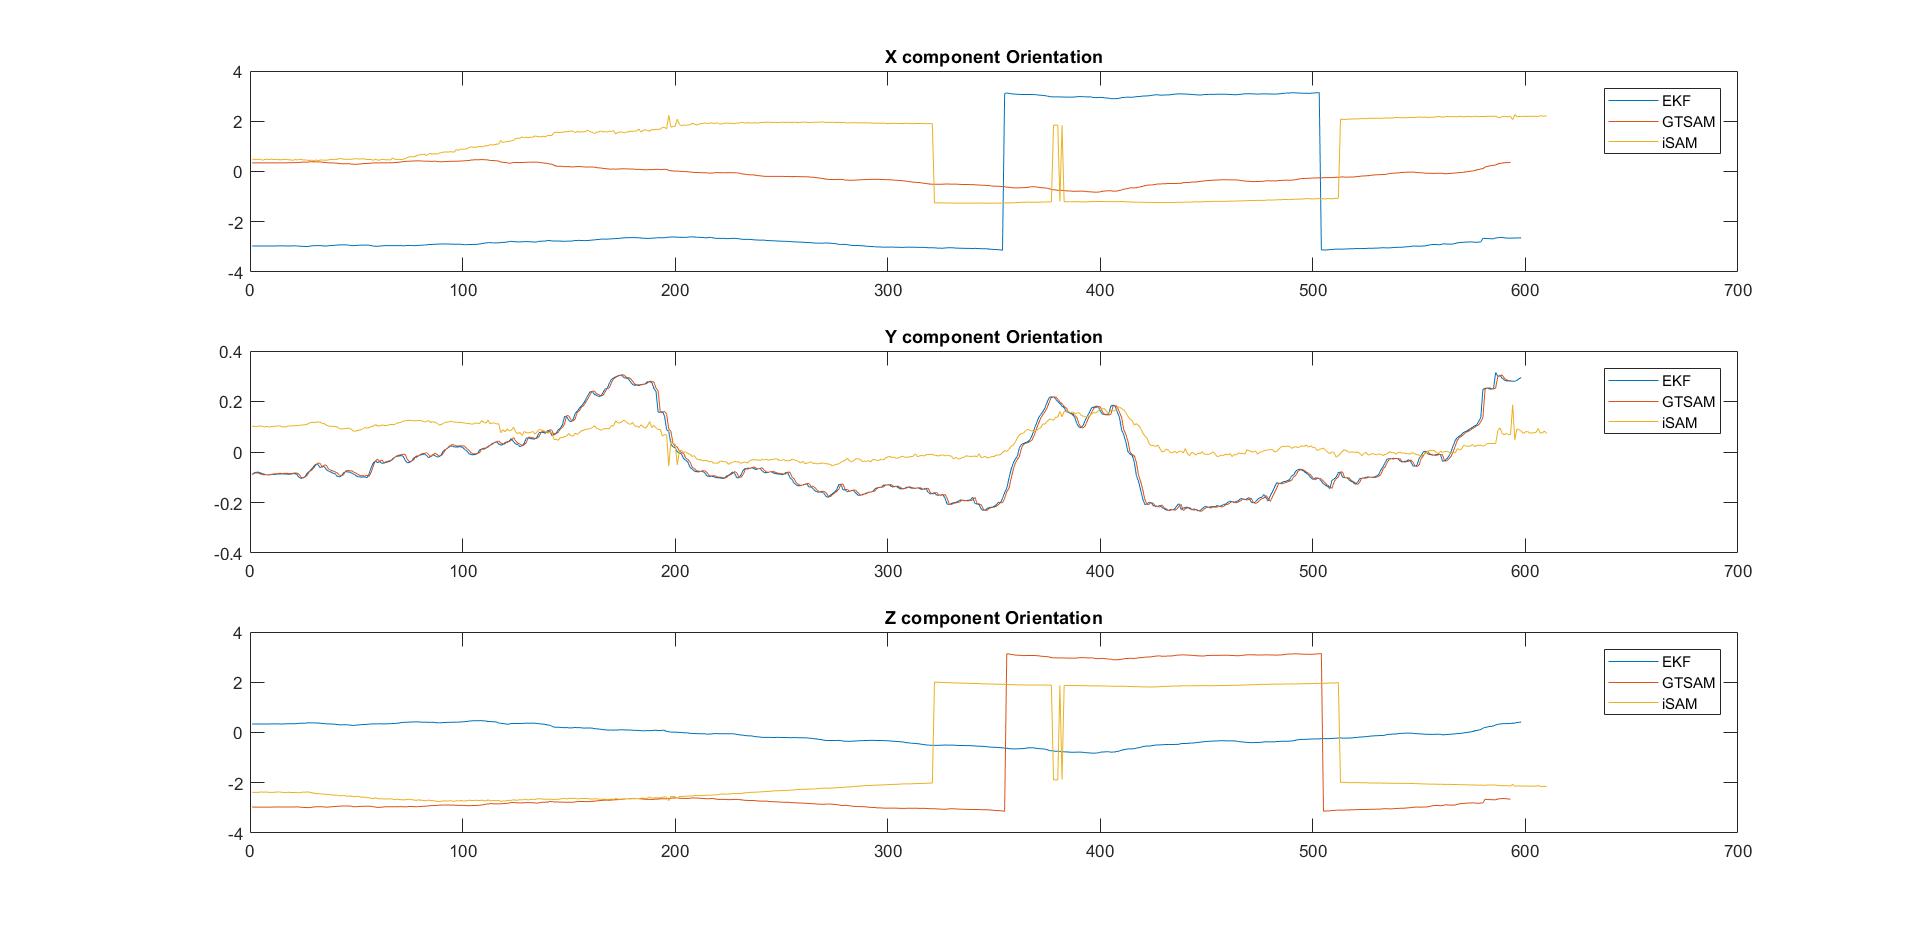 X component Orientation
4
2
0
-2
-4
0 100 200 300 400 500 600 700
EKF
GTSAM
iSAM
Y component Orientation
0.4
0.2
0
-0.2
-0.4
0 100 200 300 400 500 600 700
EKF
GTSAM
iSAM
Z component Orientation
4
2
0
-2
-4
0 100 200 300 400 500 600 700
EKF
GTSAM
iSAM